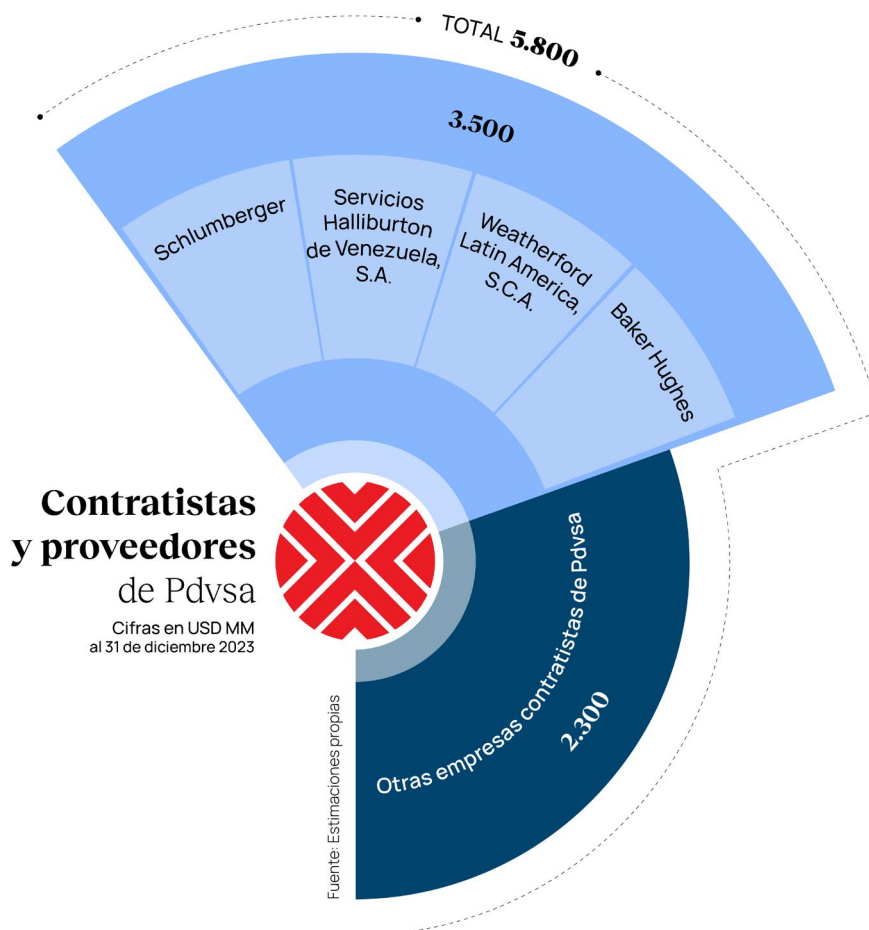 TOTAL 5.800
3.500
Schlumberger
Servicios
Halliburton
de Venezuela,
S.A.
Weatherford
Latin America,
S.C.A.
Baker Hughes
Contratistas
y proveedores
de Pdvsa
Cifras en USD MM
al 31 de diciembre 2023
Otras empresas contratistas de Pdvsa
2.300
Fuente: Estimaciones propias